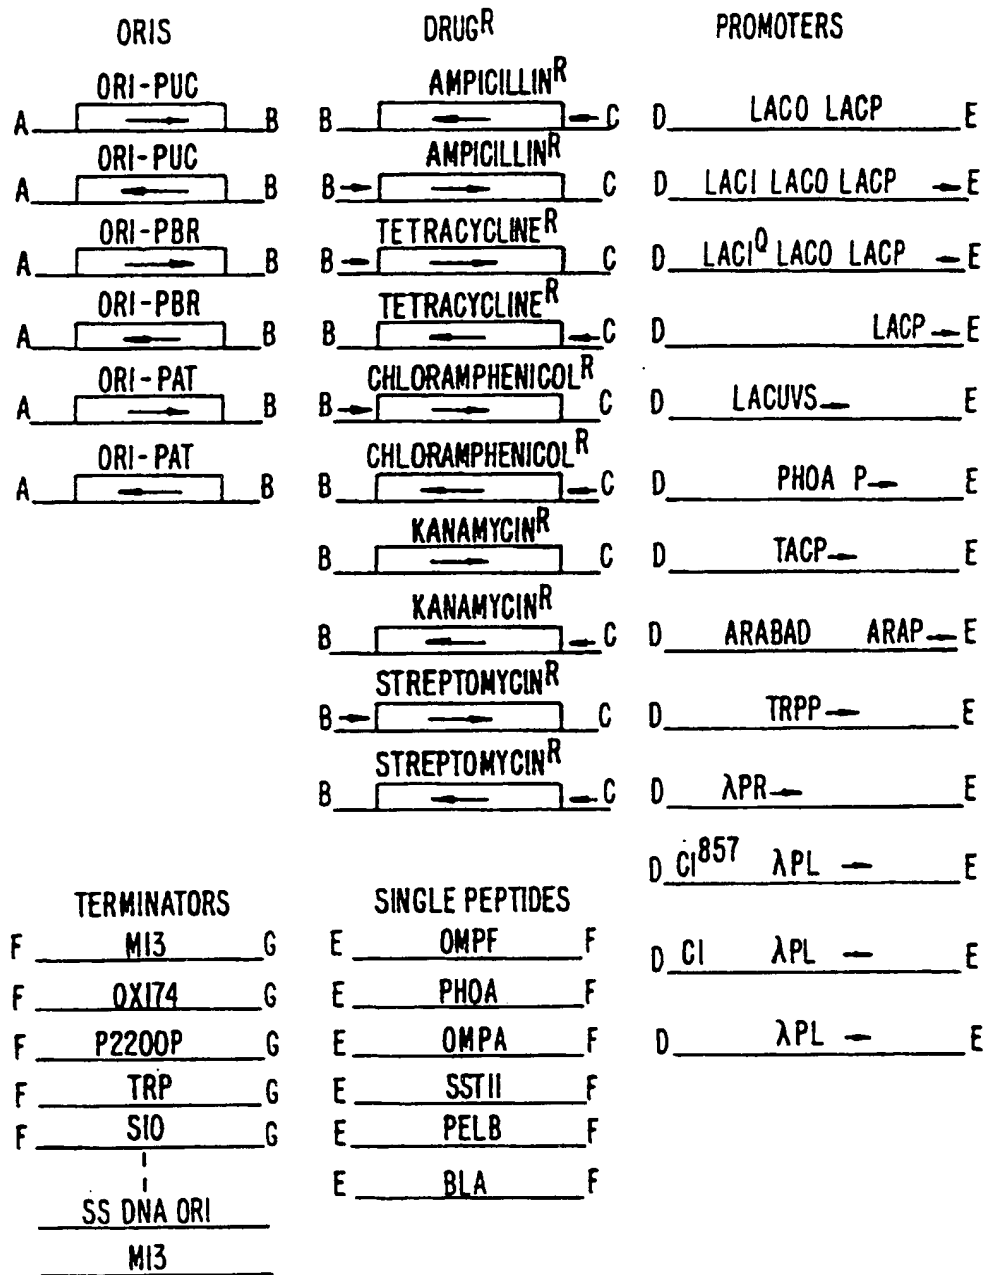 ORIS
ORI-PUC
A B
ORI-PUC
A B
ORI-PBR
A B
ORI-PBR
A B
ORI-PAT
A B
ORI-PAT
A B
DRUGR
AMPICILLINR
B C
AMPICILLINR
B C
TETRACYCLINER
B C
TETRACYCLINER
B C
CHLORAMPHENICOLR
B C
CHLORAMPHENICOLR
B C
KANAMYCINR
B C
KANAMYCINR
B C
STREPTOMYCINR
B C
STREPTOMYCINR
B C
PROMOTERS
D LACO LACP E
D LACI LACO LACP E
D LACIQ LACO LACP E
D LACP E
D LACUVS E
D PHOA P E
D TACP E
D ARABAD ARAP E
D TRPP E
D λPR E
D CI857 λPL E
D CI λPL E
D λPL E
TERMINATORS
F MI3 G
F OXI74 G
F P2200P G
F TRP G
F SIO G
SS DNA ORI
MI3
SINGLE PEPTIDES
E OMPF F
E PHOA F
E OMPA F
E SSTII F
E PELB F
E BLA F